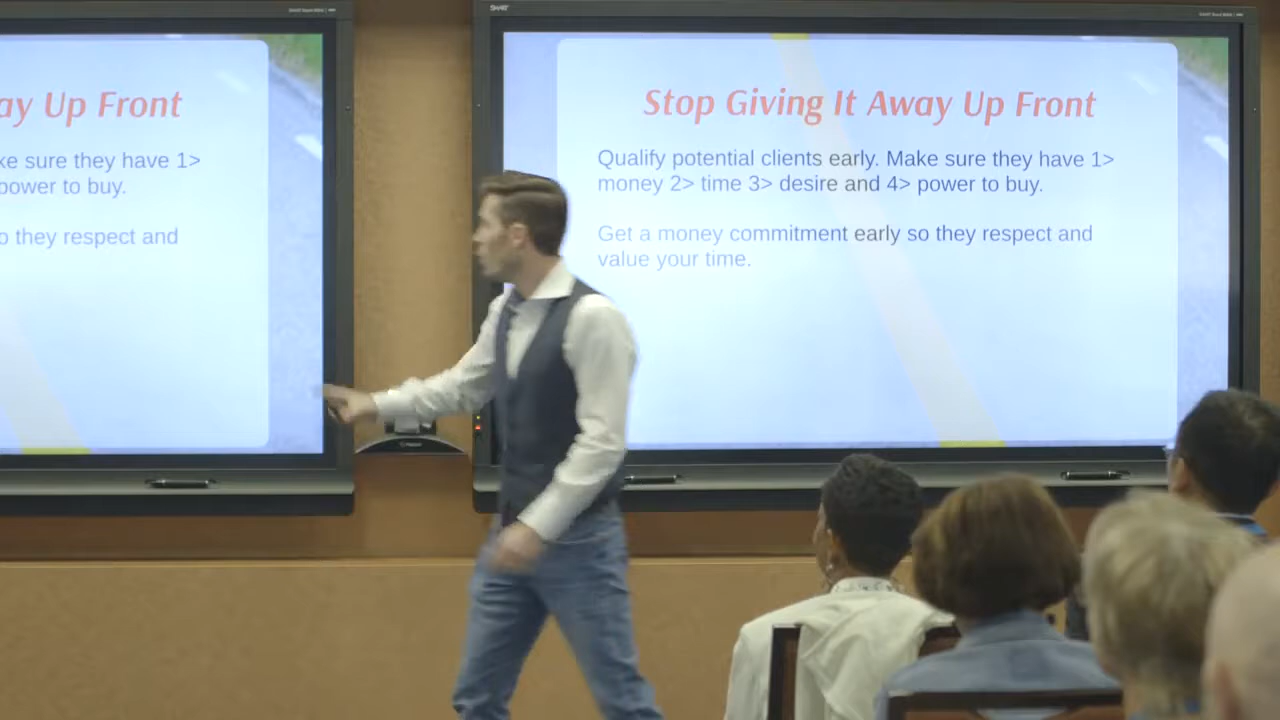 ay Up Front
ke sure they have 1>
power to buy.
o they respect and
SMART
Stop Giving It Away Up Front
Qualify potential clients early. Make sure they have 1>
money 2> time 3> desire and 4> power to buy.
Get a money commitment early so they respect and
value your time.